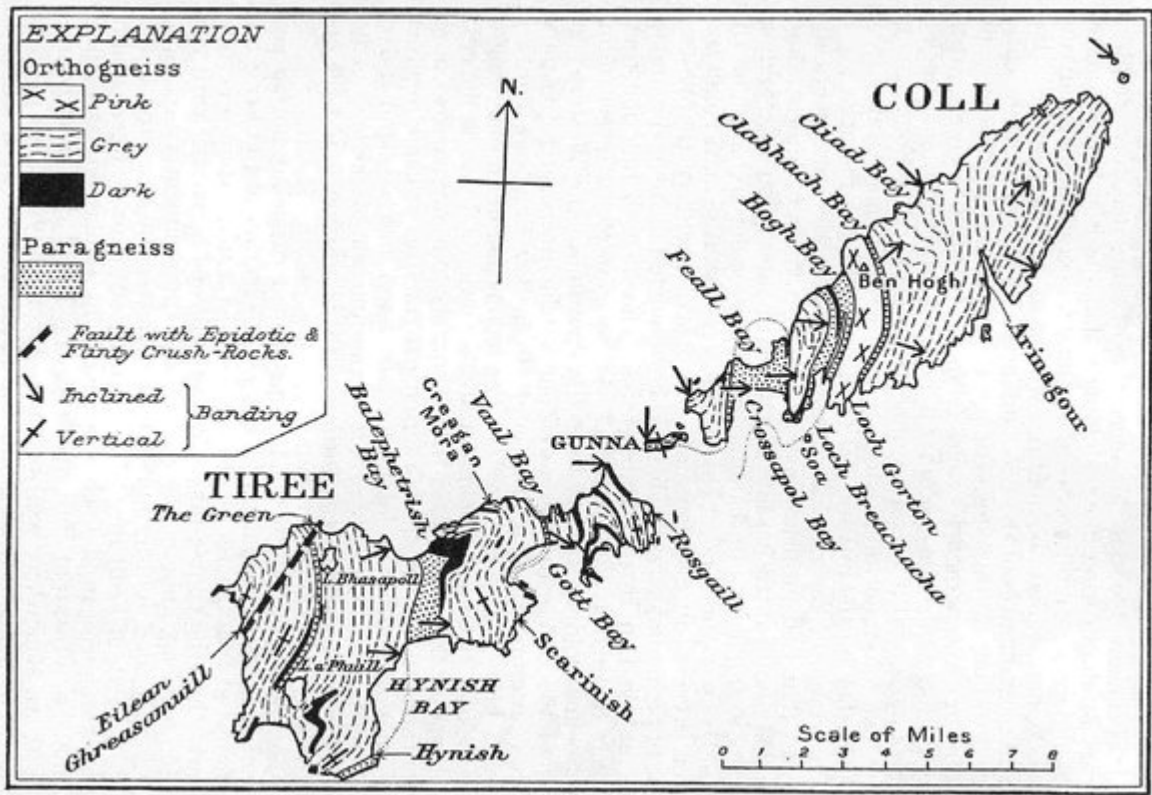 EXPLANATION
Orthogneiss
Pink
Grey
Dark
Paragneiss
Fault with Epidotic &
Flinty Crush-Rocks.
Inclined
Vertical
Banding
N.
COLL
Cliad Bay
Clabhach Bay
Hogh Bay
Feall Bay
Ben Hogh
Arinagour
Loch Gorton
Loch Breachacha
Soa
Crossapol Bay
GUNNA
Vaul Bay
Creagan
Mora
Balephetrish
Bay
TIREE
The Green
L. Bhasapoll
L a' Phuill
Rosgaill
Gott Bay
Scarinish
HYNISH
BAY
Hynish
Eilean
Ghreasamuill
Scale of Miles
0 1 2 3 4 5 6 7 8